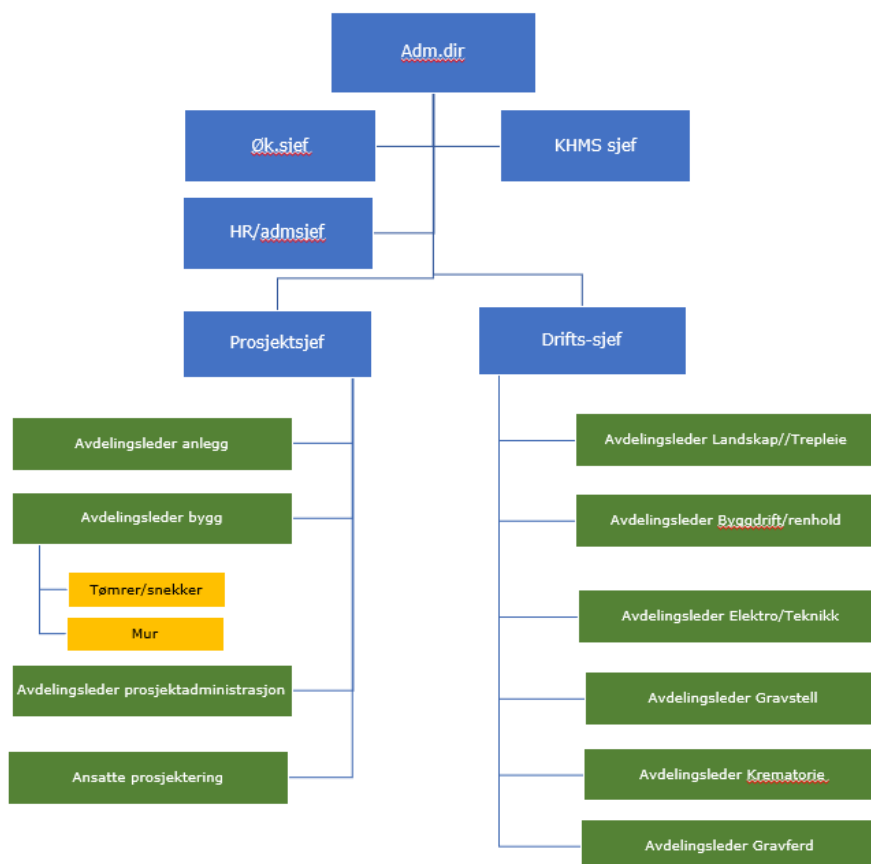 Adm.dir
Øk.sjef
KHMS sjef
HR/admsjef
Prosjektsjef
Drifts-sjef
Avdelingsleder anlegg
Avdelingsleder bygg
Tømrer/snekker
Mur
Avdelingsleder prosjektadministrasjon
Ansatte prosjektering
Avdelingsleder Landskap//Trepleie
Avdelingsleder Byggdrift/renhold
Avdelingsleder Elektro/Teknikk
Avdelingsleder Gravstell
Avdelingsleder Krematorie
Avdelingsleder Gravferd